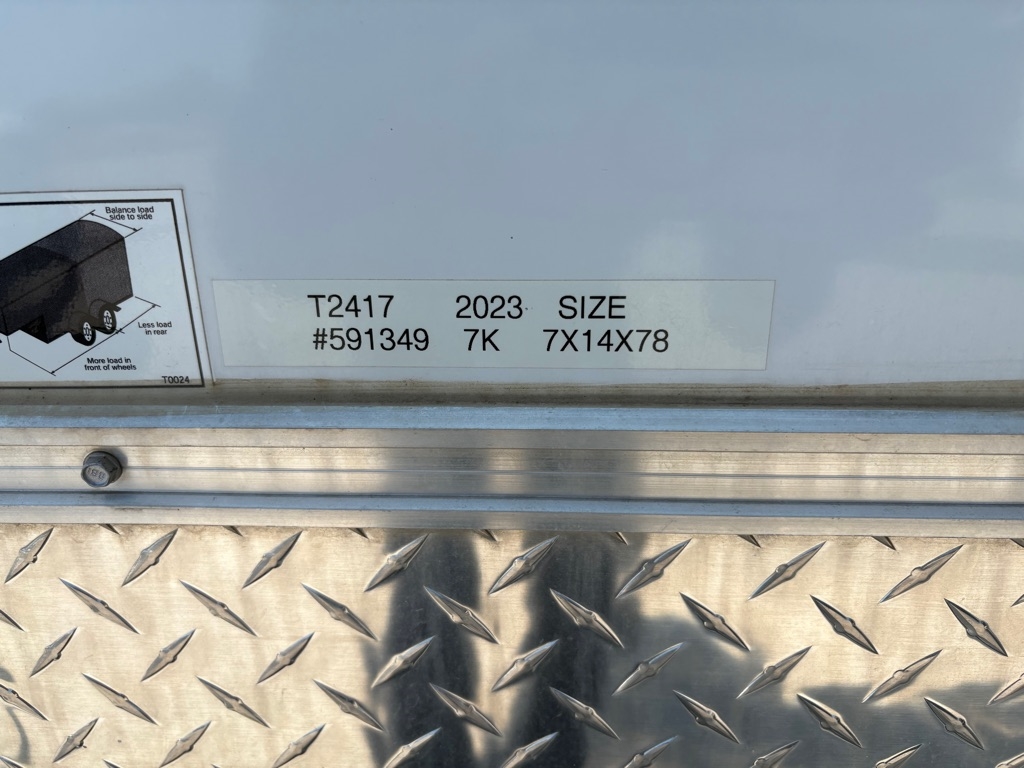 Balance load
side to side
Less load
in rear
More load in
front of wheels
T0024
T2417 2023 SIZE
#591349 7K 7X14X78